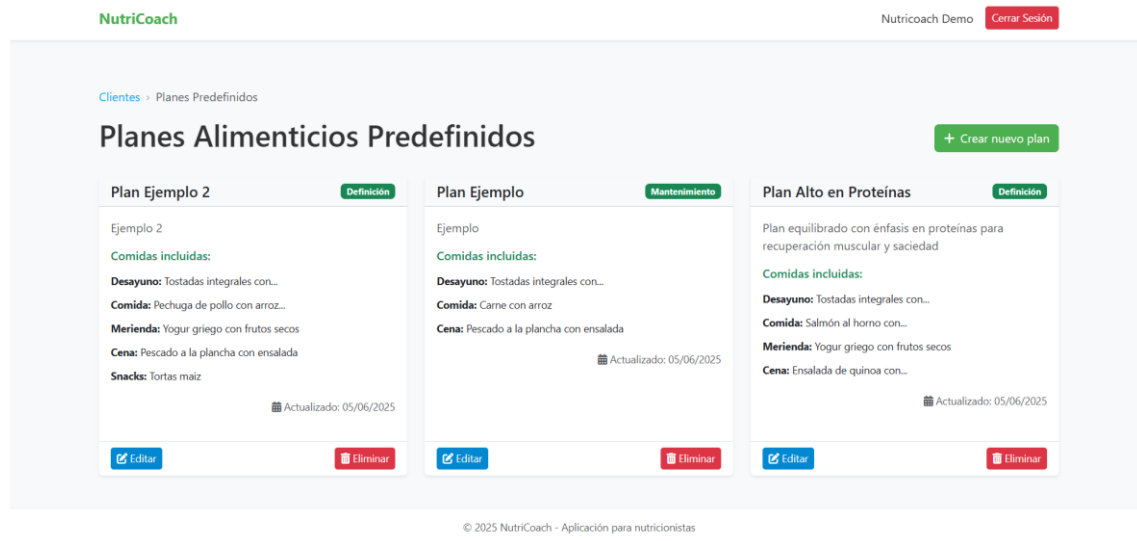 NutriCoach
Nutricoach Demo
Cerrar Sesión
Clientes › Planes Predefinidos
Planes Alimenticios Predefinidos
+ Crear nuevo plan
Plan Ejemplo 2
Definición
Ejemplo 2
Comidas incluidas:
Desayuno: Tostadas integrales con...
Comida: Pechuga de pollo con arroz...
Merienda: Yogur griego con frutos secos
Cena: Pescado a la plancha con ensalada
Snacks: Tortas maiz
Actualizado: 05/06/2025
Editar
Eliminar
Plan Ejemplo
Mantenimiento
Ejemplo
Comidas incluidas:
Desayuno: Tostadas integrales con...
Comida: Carne con arroz
Cena: Pescado a la plancha con ensalada
Actualizado: 05/06/2025
Editar
Eliminar
Plan Alto en Proteínas
Definición
Plan equilibrado con énfasis en proteínas para
recuperación muscular y saciedad
Comidas incluidas:
Desayuno: Tostadas integrales con...
Comida: Salmón al horno con...
Merienda: Yogur griego con frutos secos
Cena: Ensalada de quinoa con...
Actualizado: 05/06/2025
Editar
Eliminar
© 2025 NutriCoach - Aplicación para nutricionistas